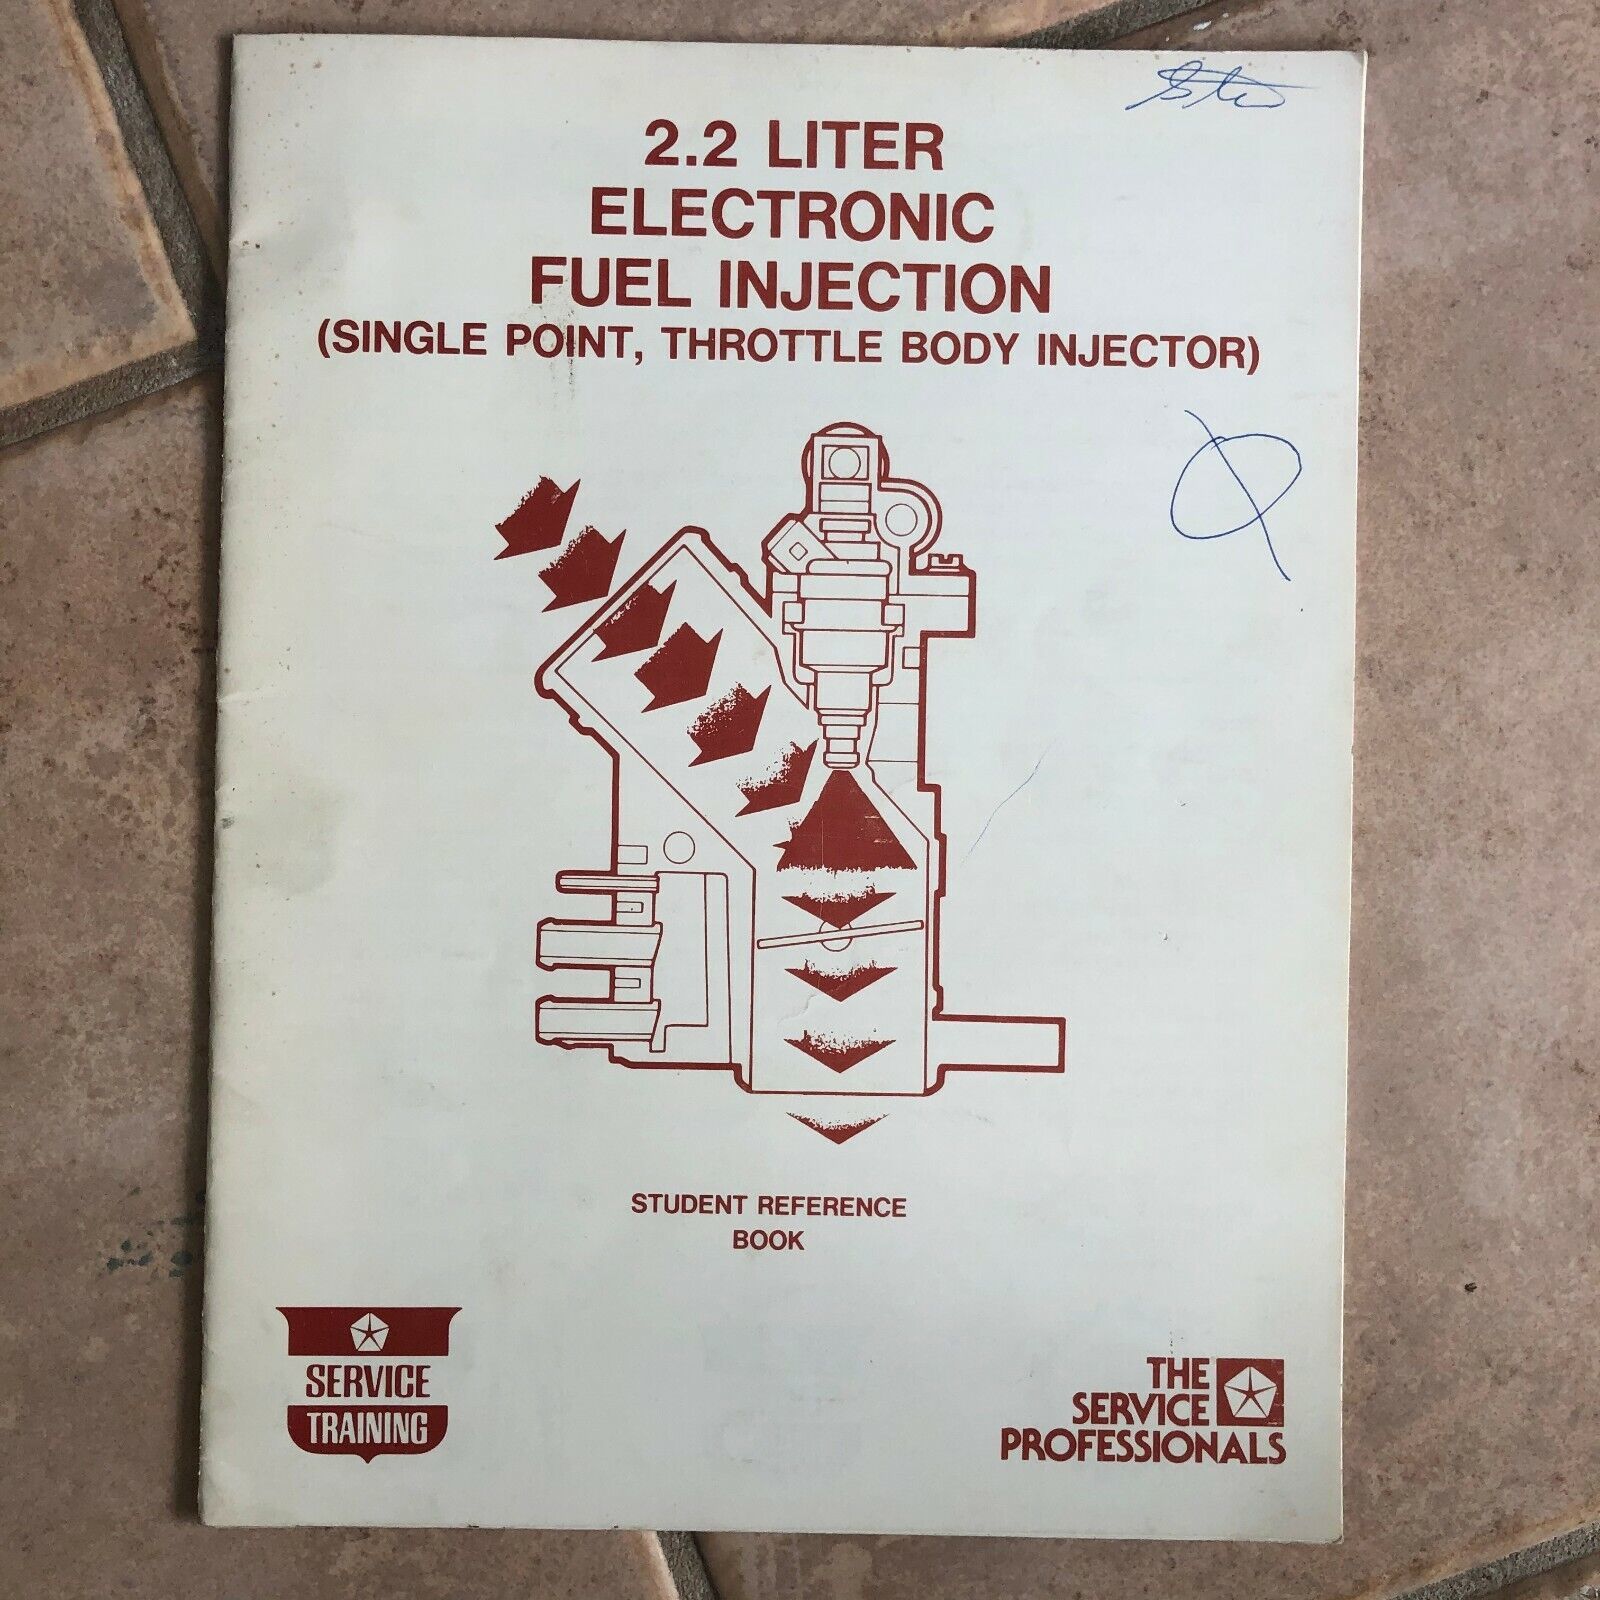 2.2 LITER
ELECTRONIC
FUEL INJECTION
(SINGLE POINT, THROTTLE BODY INJECTOR)
STUDENT REFERENCE
BOOK
SERVICE
TRAINING
THE
SERVICE
PROFESSIONALS